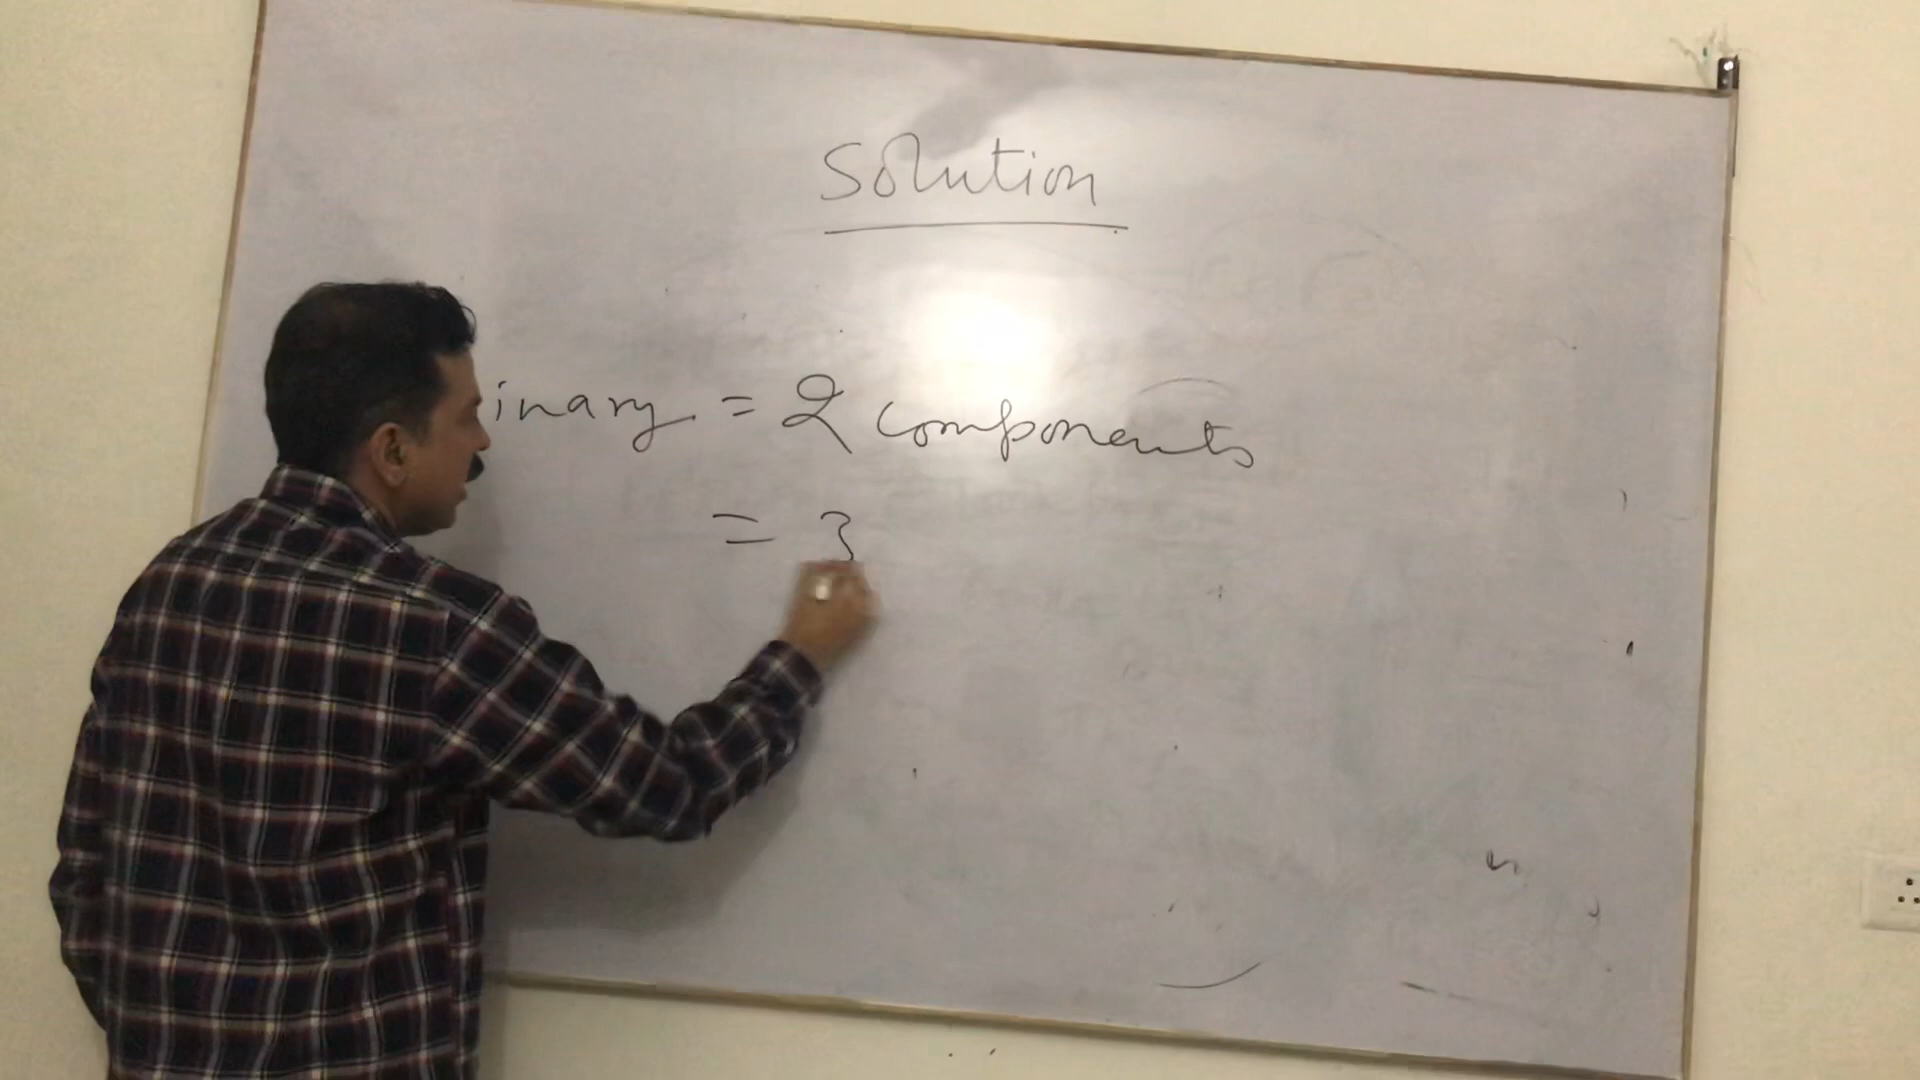 Solution
inary = 2 components
= 3